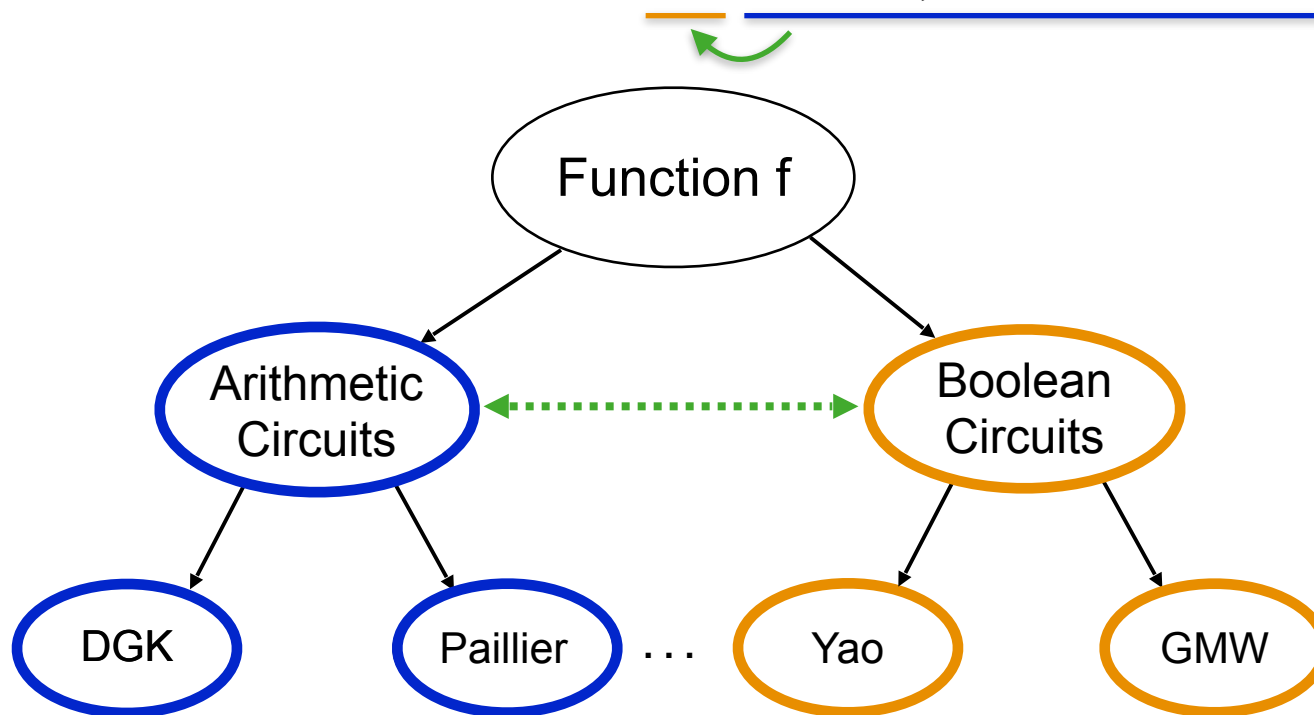 Function f
Arithmetic
Circuits
Boolean
Circuits
DGK
Paillier
...
Yao
GMW